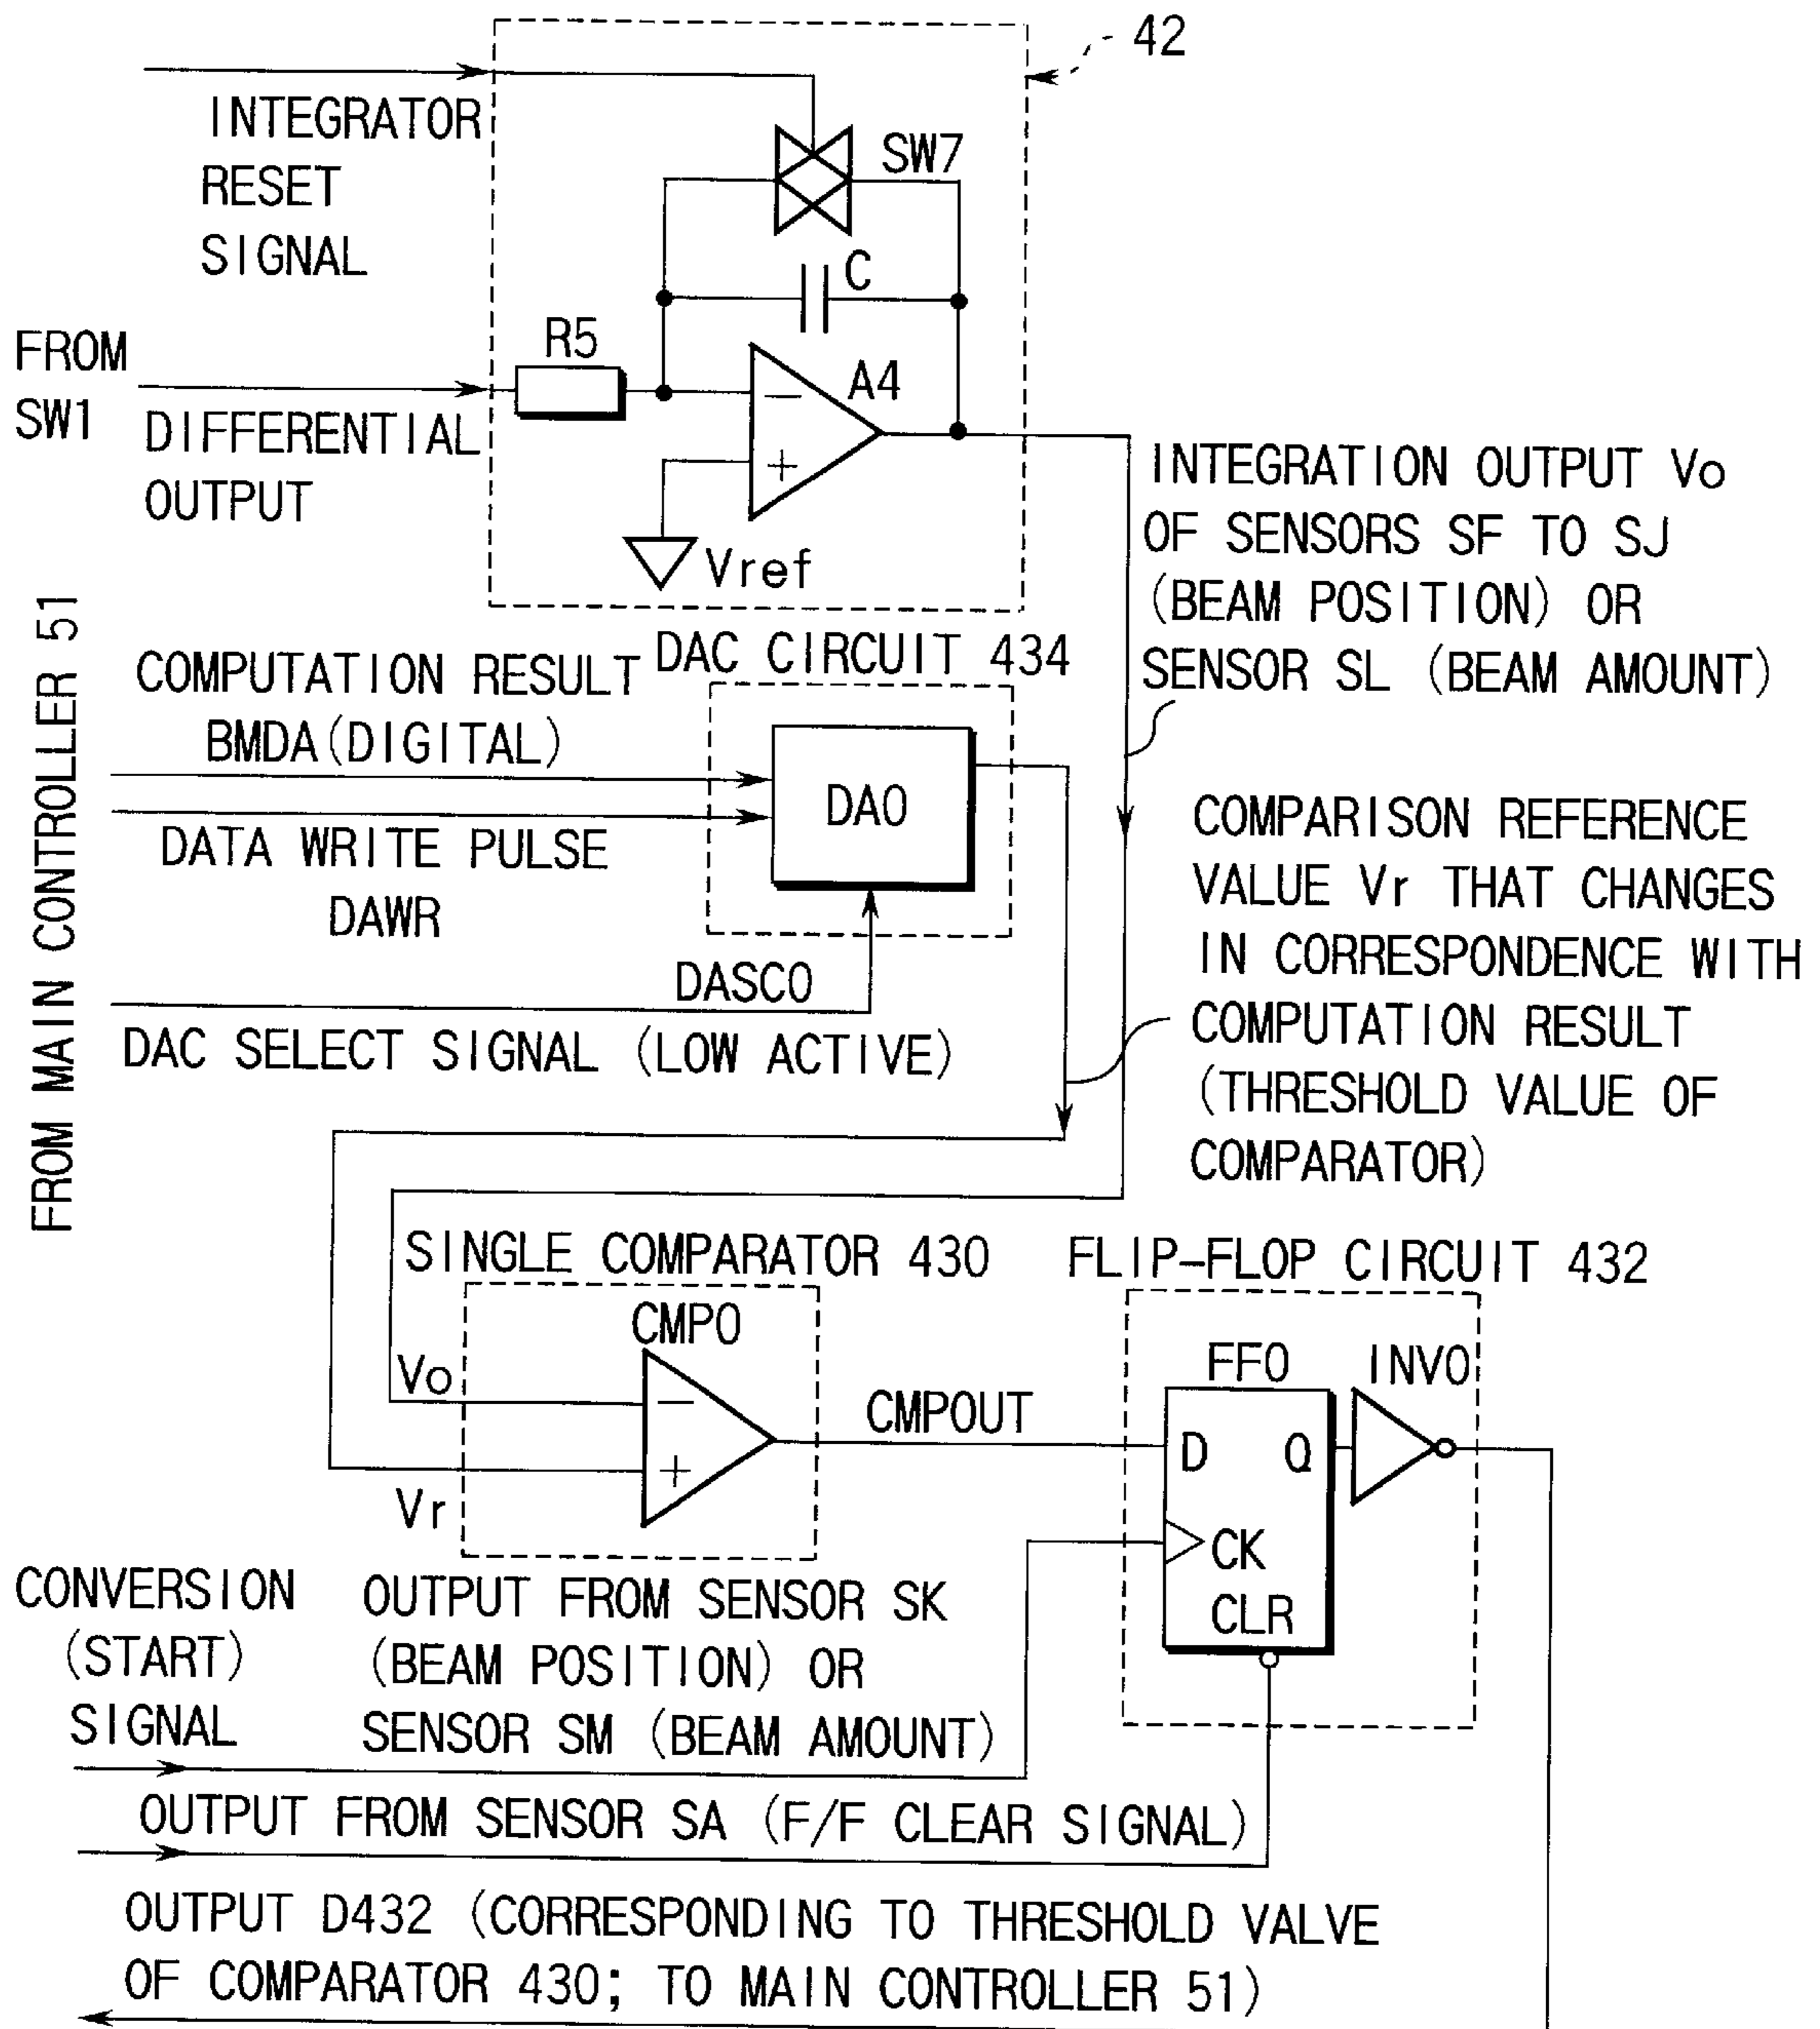 42
INTEGRATOR
RESET
SIGNAL
SW7
C
FROM
SW1
R5
A4
DIFFERENTIAL
OUTPUT
−
+
Vref
INTEGRATION OUTPUT Vo
OF SENSORS SF TO SJ
(BEAM POSITION) OR
SENSOR SL (BEAM AMOUNT)
FROM MAIN CONTROLLER 51
DAC CIRCUIT 434
COMPUTATION RESULT
BMDA(DIGITAL)
DA0
DATA WRITE PULSE
DAWR
DASC0
DAC SELECT SIGNAL (LOW ACTIVE)
COMPARISON REFERENCE
VALUE Vr THAT CHANGES
IN CORRESPONDENCE WITH
COMPUTATION RESULT
(THRESHOLD VALUE OF
COMPARATOR)
SINGLE COMPARATOR 430
CMP0
Vo
−
+
Vr
CMPOUT
FLIP-FLOP CIRCUIT 432
FF0
INV0
D
Q
CK
CLR
CONVERSION
(START)
SIGNAL
OUTPUT FROM SENSOR SK
(BEAM POSITION) OR
SENSOR SM (BEAM AMOUNT)
OUTPUT FROM SENSOR SA (F/F CLEAR SIGNAL)
OUTPUT D432 (CORRESPONDING TO THRESHOLD VALVE
OF COMPARATOR 430; TO MAIN CONTROLLER 51)